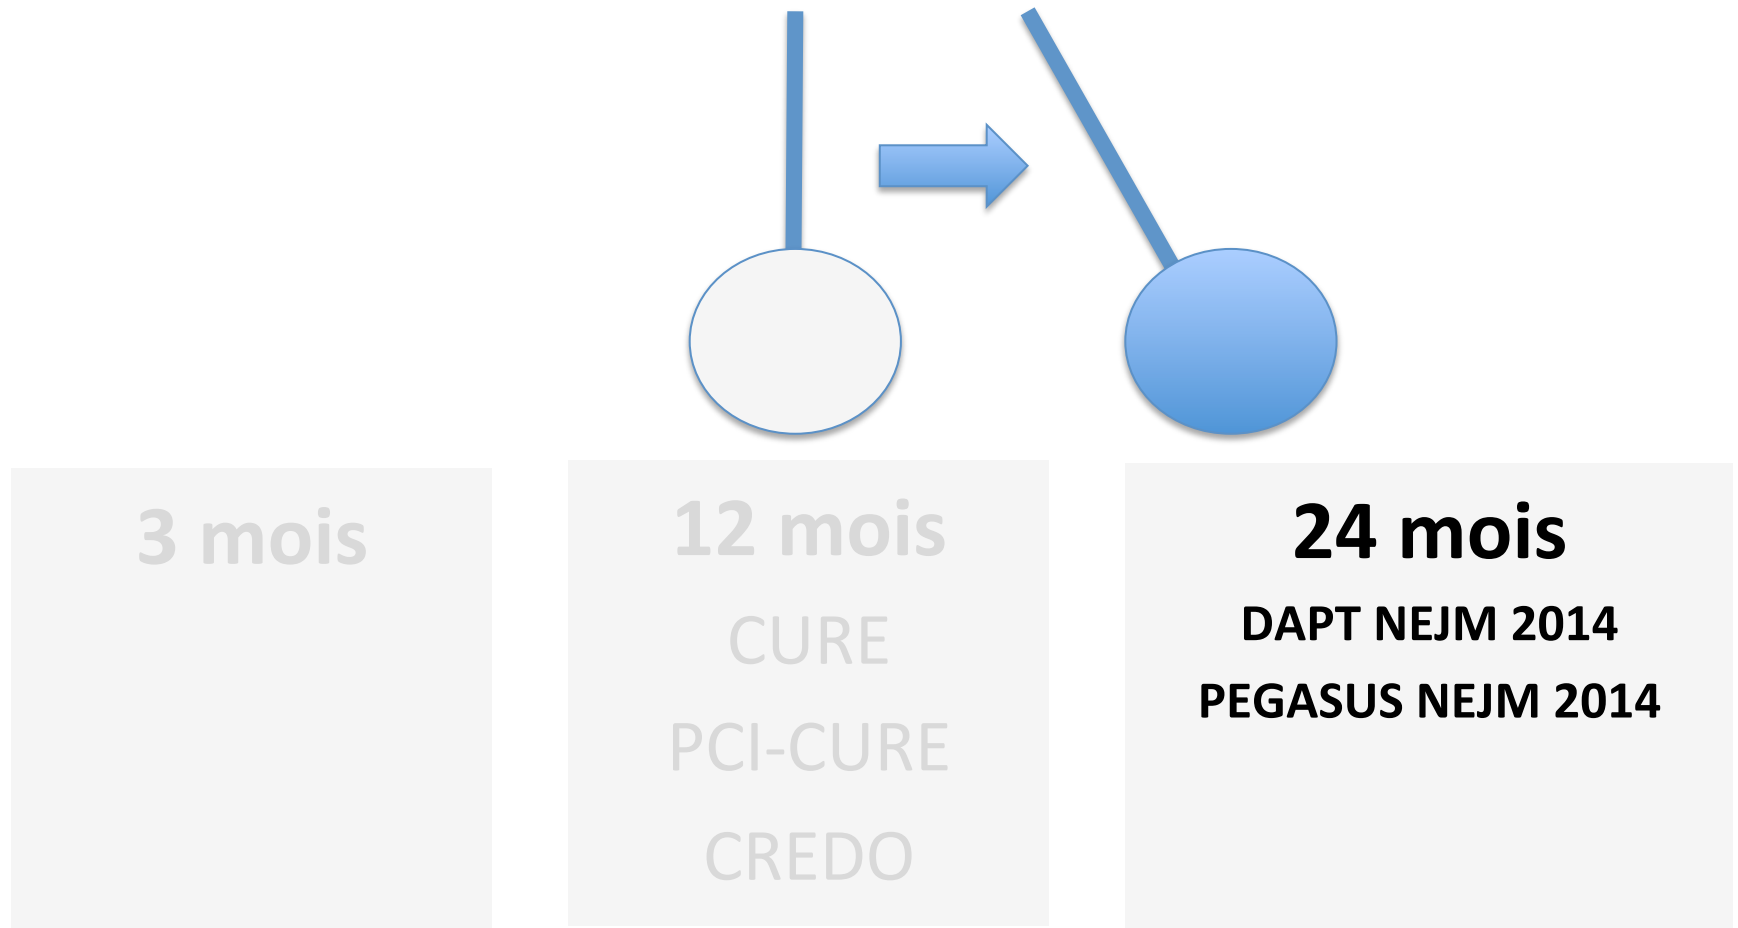 3 mois
12 mois
CURE
PCI-CURE
CREDO
24 mois
DAPT NEJM 2014
PEGASUS NEJM 2014